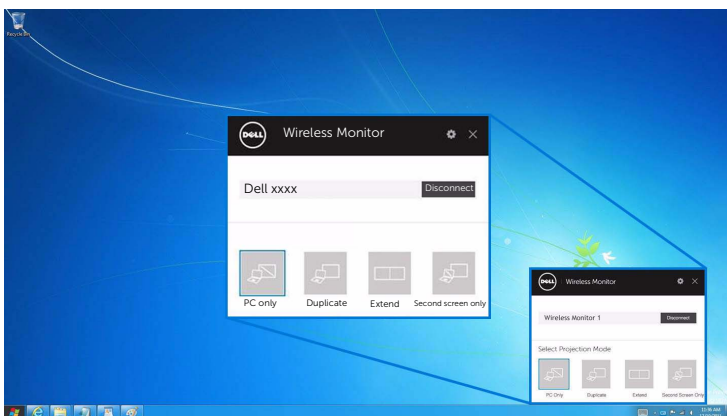 Recycle Bin
DELL Wireless Monitor
Dell xxxx Disconnect
PC only Duplicate Extend Second screen only
DELL Wireless Monitor
Wireless Monitor 1 Disconnect
Select Projection Mode
PC Only Duplicate Extend Second Screen Only